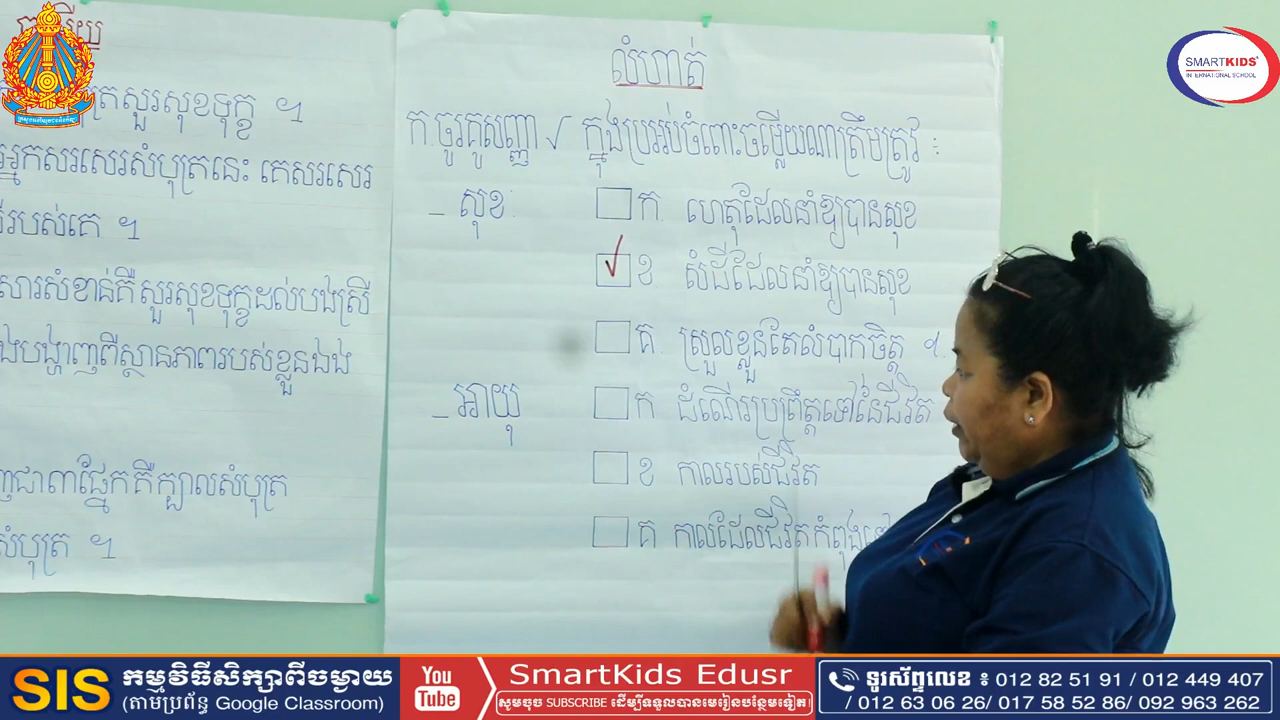 សួរសុខទុក្ខ ៕
អ្នកសរសេរសំបុត្រនេះ គេសរសេរ
របស់គេ ៕
សារសំខាន់គឺសួរសុខទុក្ខដល់បងស្រី
បង្ហាញពីស្ថានភាពរបស់ខ្លួនឯង
ជា៣ផ្នែកគឺក្បាលសំបុត្រ
សំបុត្រ ៕
លំហាត់
ក.ចូរគូសញ្ញា √ ក្នុងប្រអប់ចំពោះចម្លើយណាត្រឹមត្រូវ ៖
_ សុខ:
ក. ហេតុដែលនាំឱ្យបានសុខ
√ ខ សំដីដែលនាំឱ្យបានសុខ
គ. ស្រួលខ្លួនតែលំបាកចិត្ត ។
_ អាយុ
ក ដំណើរប្រព្រឹត្តទៅនៃជីវិត
ខ កាលរបស់ជីវិត
គ កាលដែលជីវិតកំពុងនៅ
SMARTKIDS
INTERNATIONAL SCHOOL
SIS កម្មវិធីសិក្សាពីចម្ងាយ
(តាមប្រព័ន្ធ Google Classroom)
You Tube
SmartKids Edusr
សូមចុច SUBSCRIBE ដើម្បីទទួលបានមេរៀនបន្ថែមទៀត!
ទូរស័ព្ទលេខ ៖ 012 82 51 91 / 012 449 407
/ 012 63 06 26/ 017 58 52 86/ 092 963 262